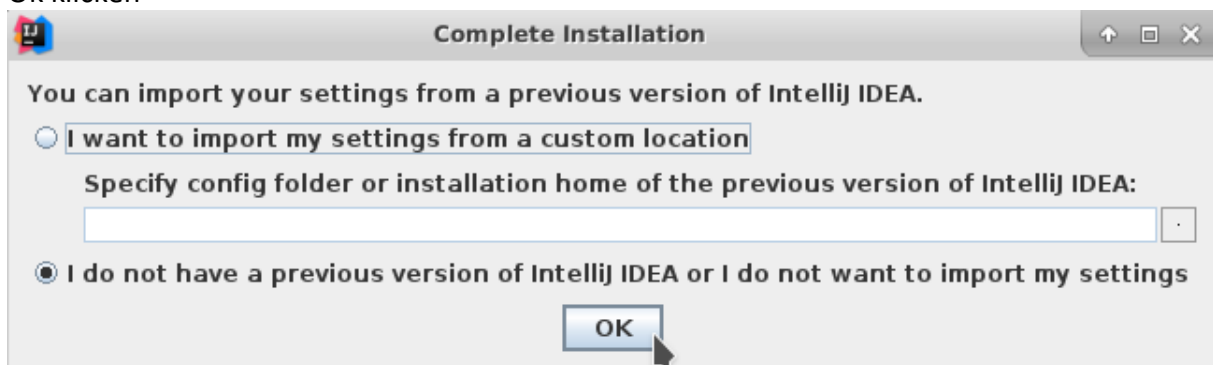 Complete Installation
You can import your settings from a previous version of IntelliJ IDEA.
I want to import my settings from a custom location
Specify config folder or installation home of the previous version of IntelliJ IDEA:
.
I do not have a previous version of IntelliJ IDEA or I do not want to import my settings
OK